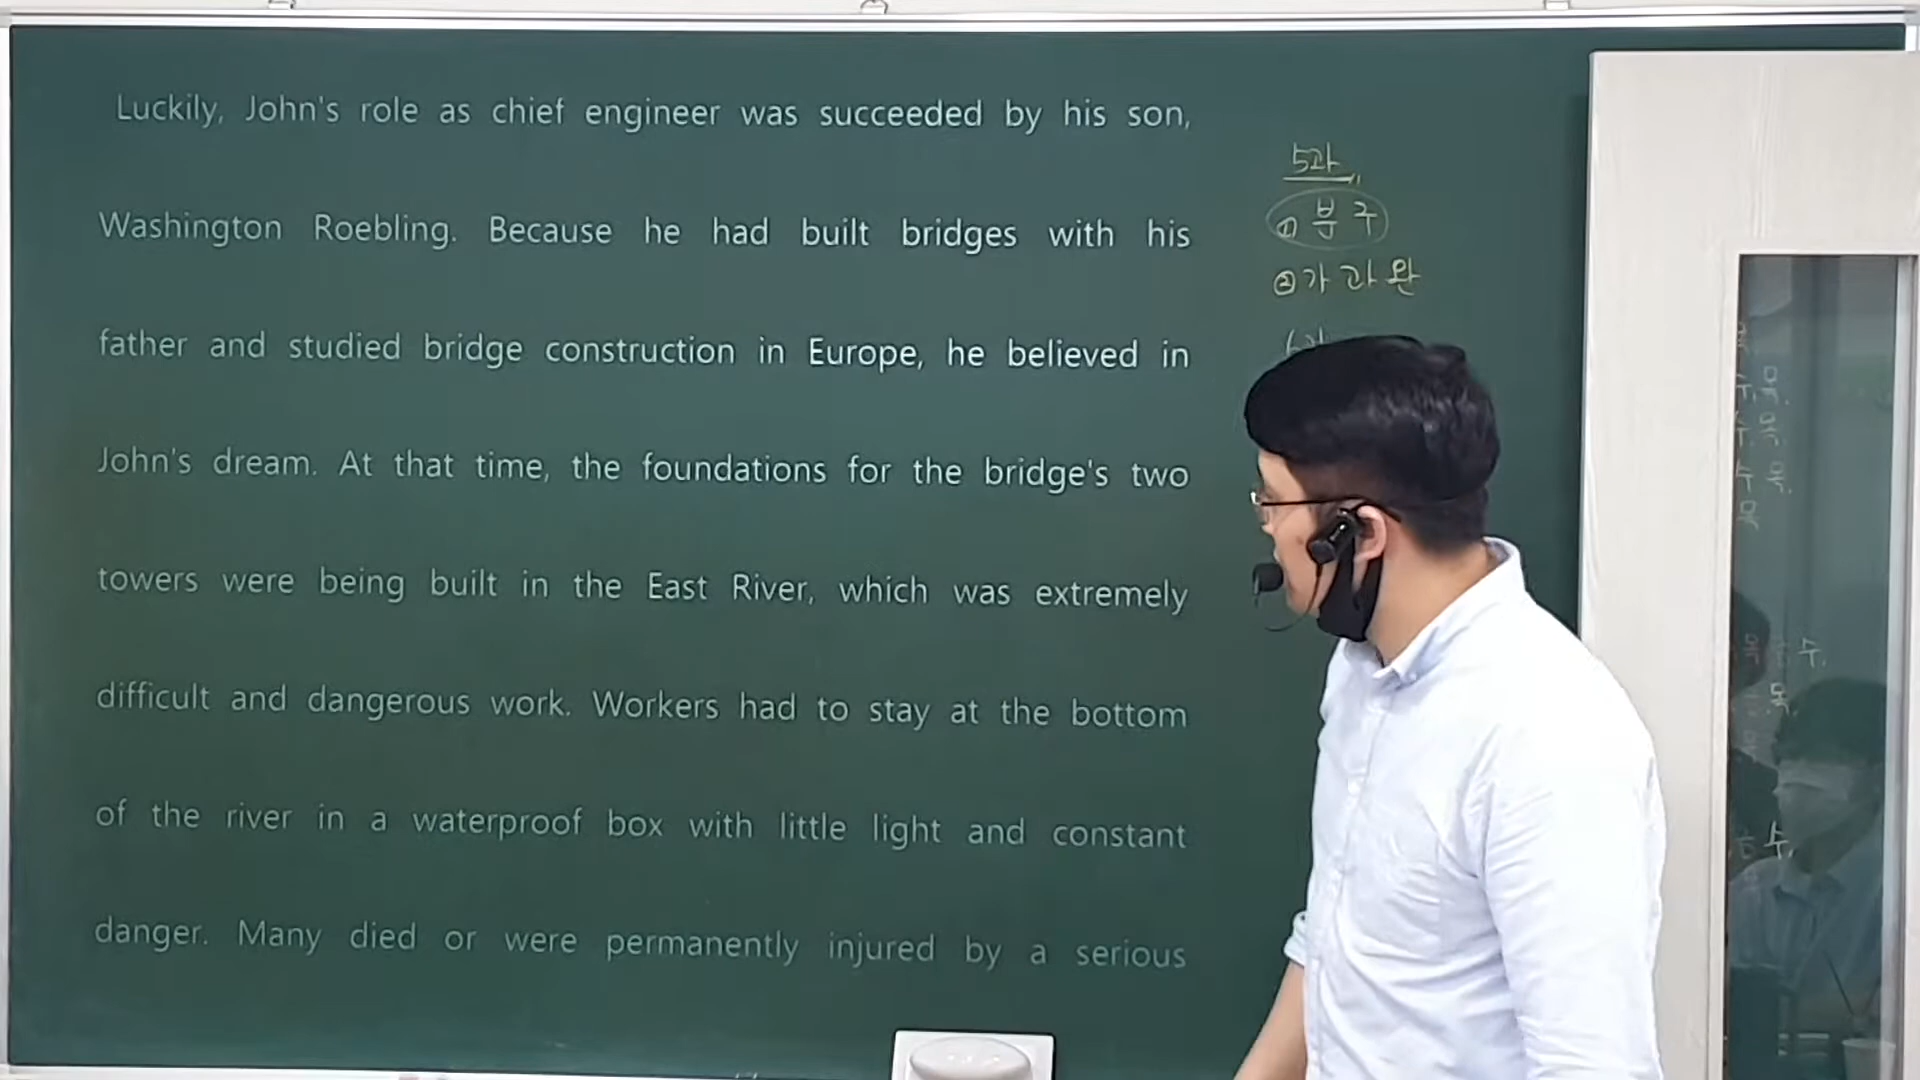 Luckily, John's role as chief engineer was succeeded by his son,
Washington Roebling. Because he had built bridges with his
father and studied bridge construction in Europe, he believed in
John's dream. At that time, the foundations for the bridge's two
towers were being built in the East River, which was extremely
difficult and dangerous work. Workers had to stay at the bottom
of the river in a waterproof box with little light and constant
danger. Many died or were permanently injured by a serious
5과
① 분 구
② 가 과 완